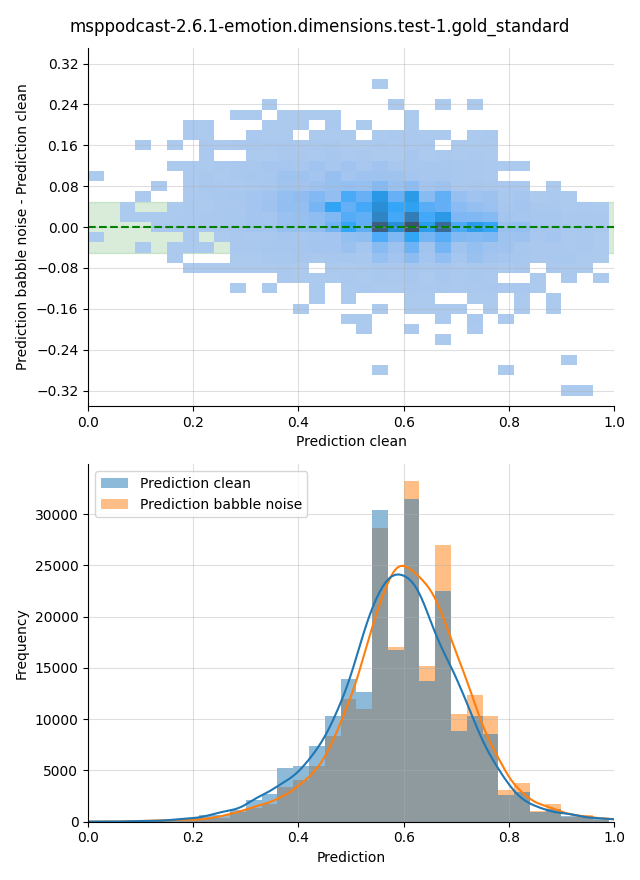 msppodcast-2.6.1-emotion.dimensions.test-1.gold_standard
Prediction babble noise - Prediction clean
0.32
0.24
0.16
0.08
0.00
−0.08
−0.16
−0.24
−0.32
0.0 0.2 0.4 0.6 0.8 1.0
Prediction clean
Prediction clean
Prediction babble noise
Frequency
30000
25000
20000
15000
10000
5000
0
0.0 0.2 0.4 0.6 0.8 1.0
Prediction